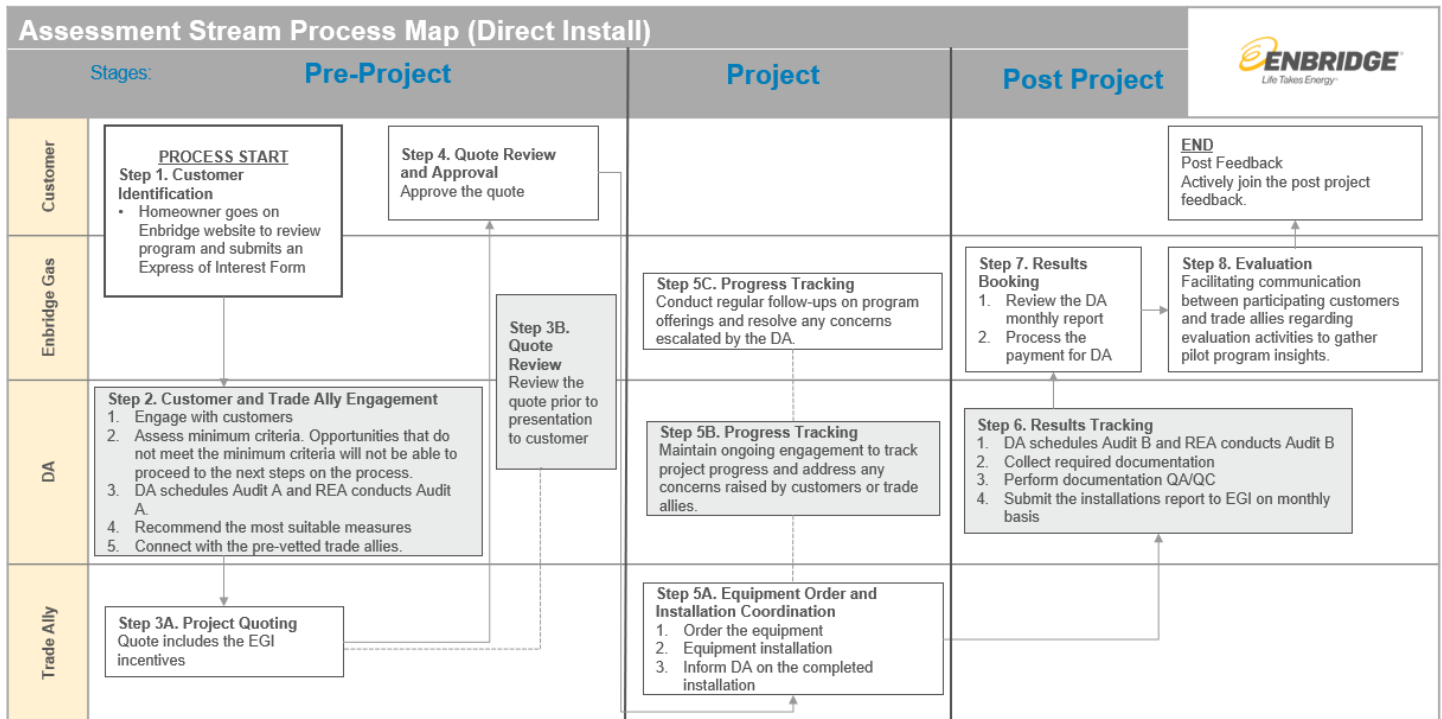 Assessment Stream Process Map (Direct Install)
ENBRIDGE
Life Takes Energy™
Stages:
Pre-Project
Project
Post Project
Customer
PROCESS START
Step 1. Customer
Identification
• Homeowner goes on
Enbridge website to review
program and submits an
Express of Interest Form
Step 4. Quote Review
and Approval
Approve the quote
END
Post Feedback
Actively join the post project
feedback.
Enbridge Gas
Step 3B.
Quote
Review
Review the
quote prior to
presentation
to customer
Step 5C. Progress Tracking
Conduct regular follow-ups on program
offerings and resolve any concerns
escalated by the DA.
Step 7. Results
Booking
1. Review the DA
monthly report
2. Process the
payment for DA
Step 8. Evaluation
Facilitating communication
between participating customers
and trade allies regarding
evaluation activities to gather
pilot program insights.
DA
Step 2. Customer and Trade Ally Engagement
1. Engage with customers
2. Assess minimum criteria. Opportunities that do
not meet the minimum criteria will not be able to
proceed to the next steps on the process.
3. DA schedules Audit A and REA conducts Audit
A.
4. Recommend the most suitable measures
5. Connect with the pre-vetted trade allies.
Step 5B. Progress Tracking
Maintain ongoing engagement to track
project progress and address any
concerns raised by customers or trade
allies.
Step 6. Results Tracking
1. DA schedules Audit B and REA conducts Audit B
2. Collect required documentation
3. Perform documentation QA/QC
4. Submit the installations report to EGI on monthly
basis
Trade Ally
Step 3A. Project Quoting
Quote includes the EGI
incentives
Step 5A. Equipment Order and
Installation Coordination
1. Order the equipment
2. Equipment installation
3. Inform DA on the completed
installation